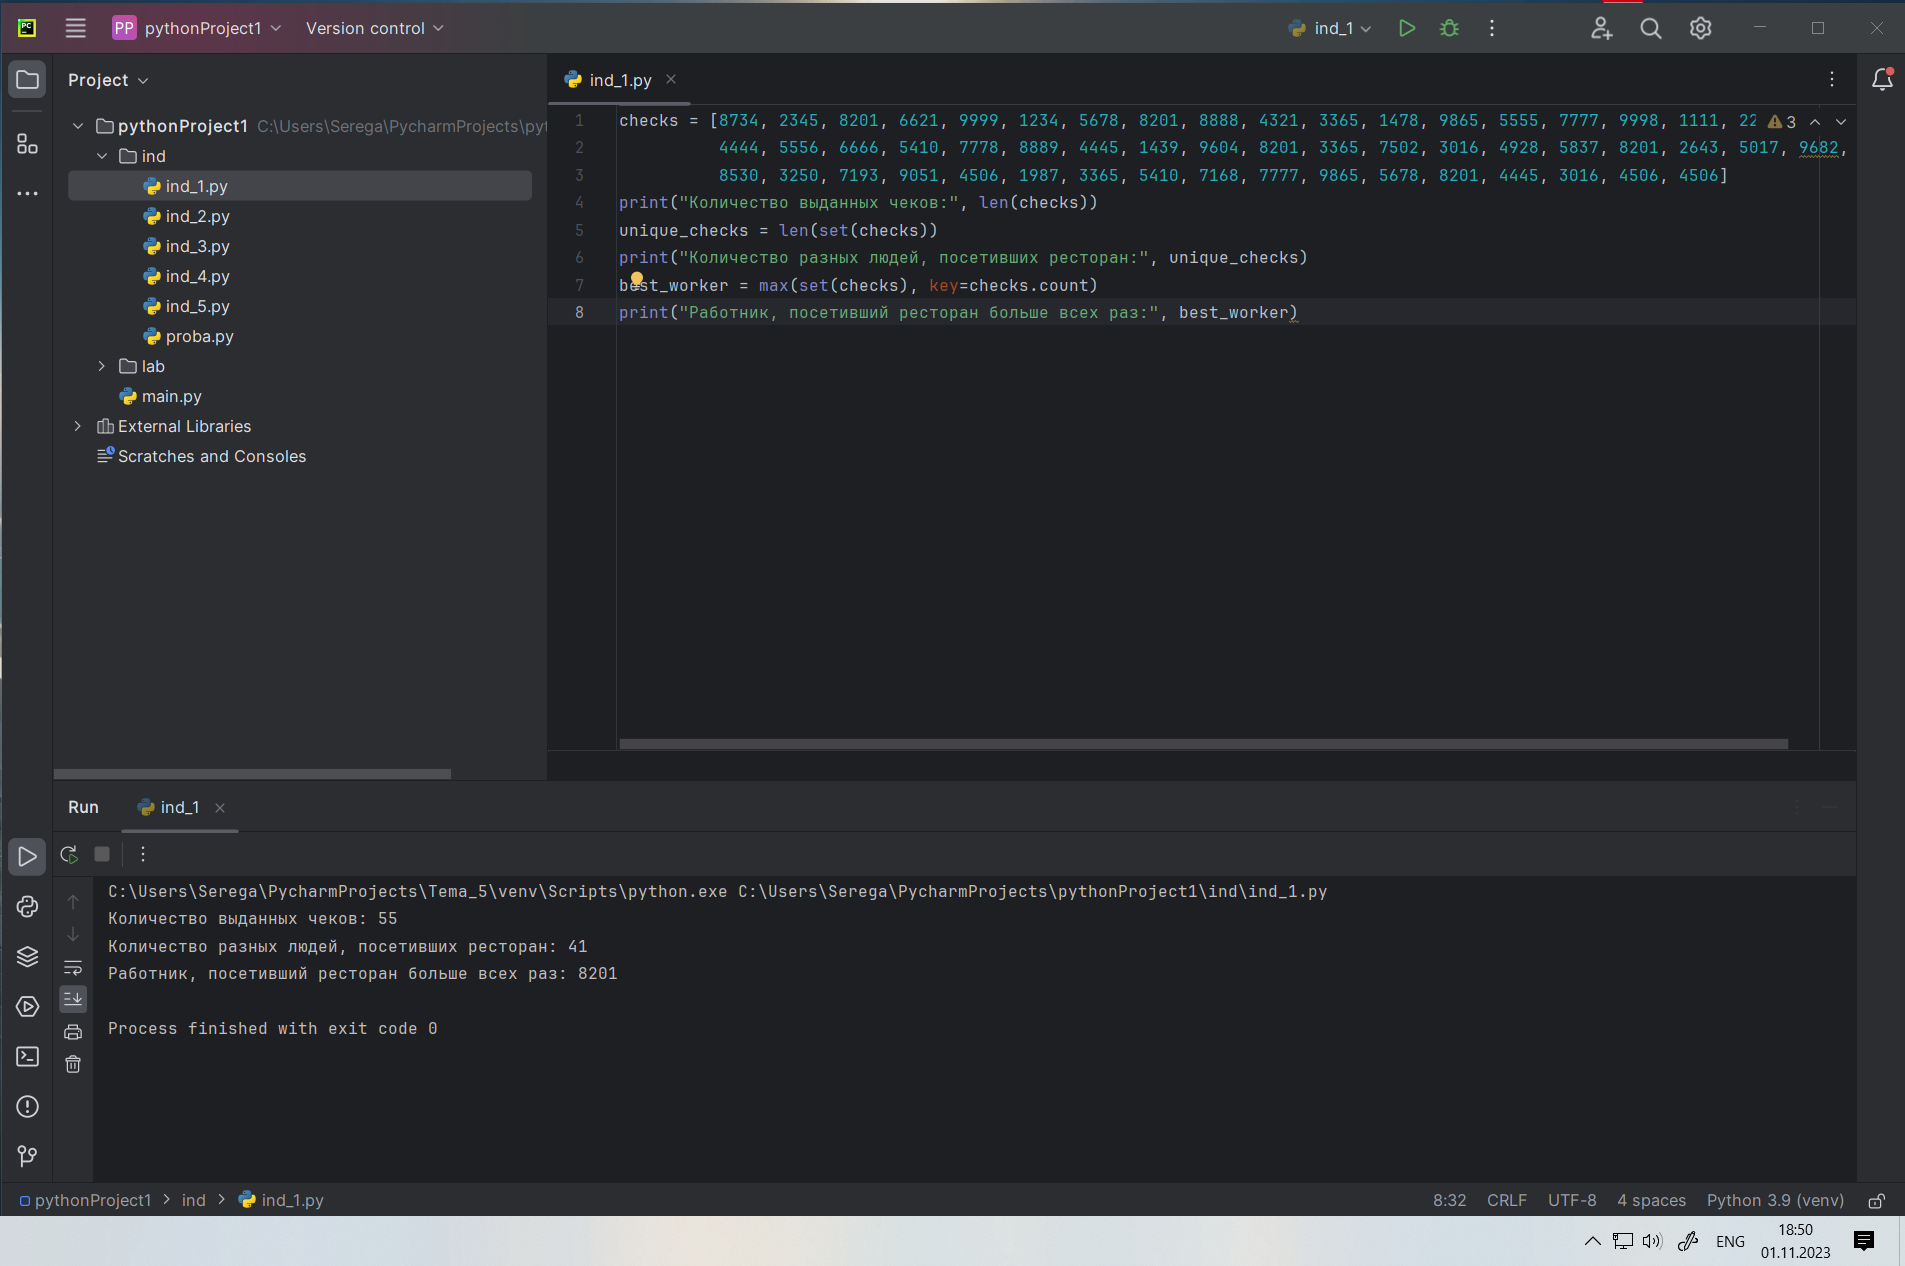 PC
PP pythonProject1 Version control ind_1
Project
pythonProject1 C:\Users\Serega\PycharmProjects\pyt
ind
ind_1.py
ind_2.py
ind_3.py
ind_4.py
ind_5.py
proba.py
lab
main.py
External Libraries
Scratches and Consoles
ind_1.py
3
1 checks = [8734, 2345, 8201, 6621, 9999, 1234, 5678, 8201, 8888, 4321, 3365, 1478, 9865, 5555, 7777, 9998, 1111, 22
2 4444, 5556, 6666, 5410, 7778, 8889, 4445, 1439, 9604, 8201, 3365, 7502, 3016, 4928, 5837, 8201, 2643, 5017, 9682,
3 8530, 3250, 7193, 9051, 4506, 1987, 3365, 5410, 7168, 7777, 9865, 5678, 8201, 4445, 3016, 4506, 4506]
4 print("Количество выданных чеков:", len(checks))
5 unique_checks = len(set(checks))
6 print("Количество разных людей, посетивших ресторан:", unique_checks)
7 best_worker = max(set(checks), key=checks.count)
8 print("Работник, посетивший ресторан больше всех раз:", best_worker)
Run ind_1
C:\Users\Serega\PycharmProjects\Tema_5\venv\Scripts\python.exe C:\Users\Serega\PycharmProjects\pythonProject1\ind\ind_1.py
Количество выданных чеков: 55
Количество разных людей, посетивших ресторан: 41
Работник, посетивший ресторан больше всех раз: 8201
Process finished with exit code 0
pythonProject1 > ind > ind_1.py 8:32 CRLF UTF-8 4 spaces Python 3.9 (venv)
ENG 18:50
01.11.2023